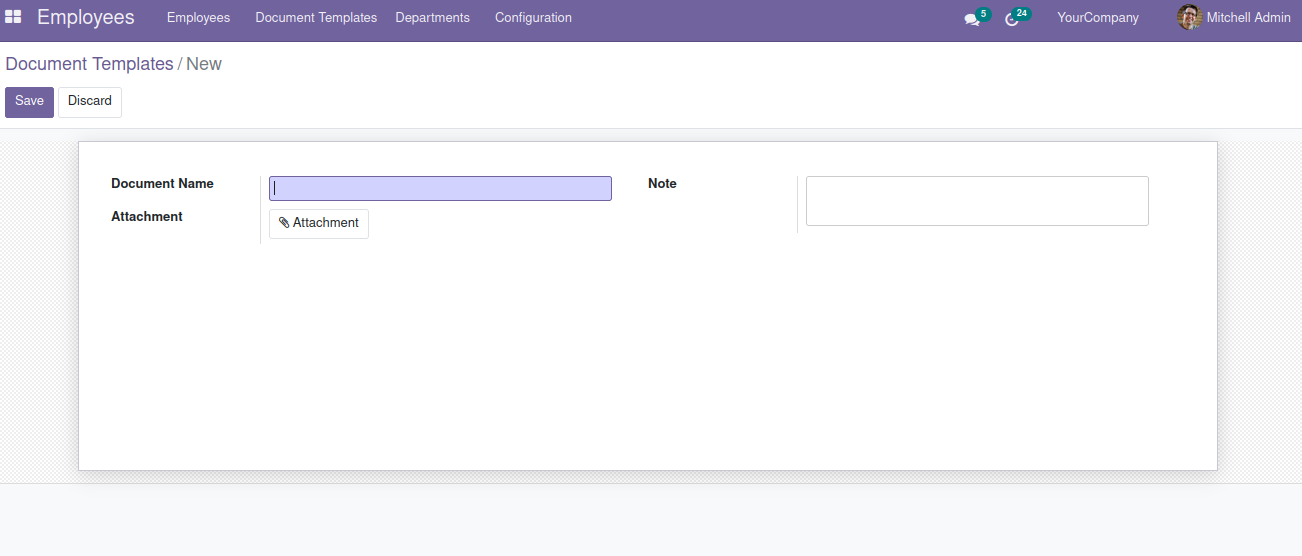 Employees Employees Document Templates Departments Configuration 5 24 YourCompany Mitchell Admin
Document Templates / New
Save Discard
Document Name Note
Attachment Attachment